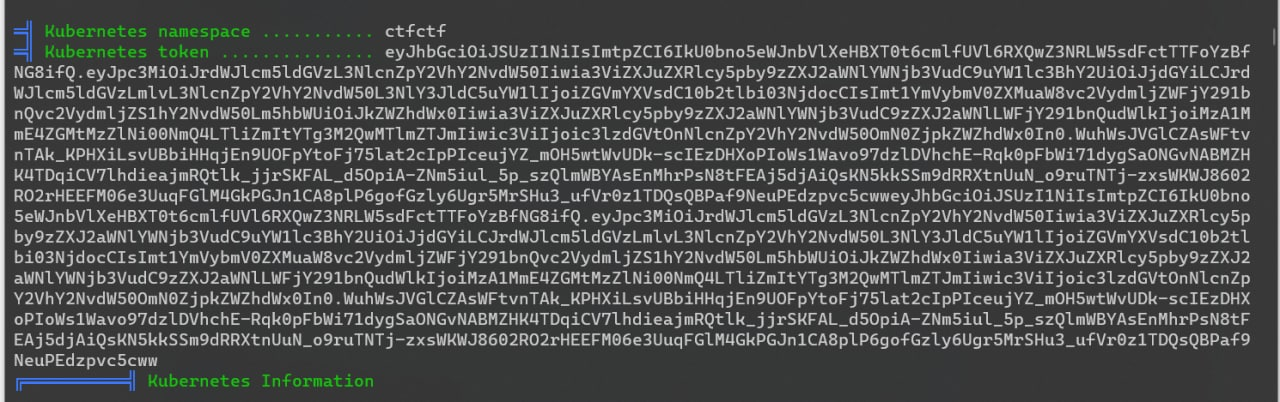 Kubernetes namespace ........... ctfctf
Kubernetes token ............... eyJhbGciOiJSUzI1NiIsImtpZCI6IkU0bno5eWJnbVlXeHBXT0t6cmlfUVl6RXQwZ3NRLW5sdFctTTFoYzBf
NG8ifQ.eyJpc3MiOiJrdWJlcm5ldGVzL3NlcnZpY2VhY2NvdW50Iiwia3ViZXJuZXRlcy5pby9zZXJ2aWNlYWNjb3VudC9uYW1lc3BhY2UiOiJjdGYiLCJrd
WJlcm5ldGVzLmlvL3NlcnZpY2VhY2NvdW50L3NlY3JldC5uYW1lIjoiZGVmYXVsdC10b2tlbi03NjdocCIsImt1YmVybmV0ZXMuaW8vc2VydmljZWFjY291b
nQvc2VydmljZS1hY2NvdW50Lm5hbWUiOiJkZWZhdWx0Iiwia3ViZXJuZXRlcy5pby9zZXJ2aWNlYWNjb3VudC9zZXJ2aWNlLWFjY291bnQudWlkIjoiMzA1M
mE4ZGMtMzZlNi00NmQ4LTliZmItYTg3M2QwMTlmZTJmIiwic3ViIjoic3lzdGVtOnNlcnZpY2VhY2NvdW50OmN0ZjpkZWZhdWx0In0.WuhWsJVGlCZAsWFtv
nTAk_KPHXiLsvUBbiHHqjEn9UOFpYtoFj75lat2cIpPIceujYZ_mOH5wtWvUDk-scIEzDHXoPIoWs1Wavo97dzlDVhchE-Rqk0pFbWi71dygSaONGvNABMZH
K4TDqiCV7lhdieajmRQtlk_jjrSKFAL_d5OpiA-ZNm5iul_5p_szQlmWBYAsEnMhrPsN8tFEAj5djAiQsKN5kkSSm9dRRXtnUuN_o9ruTNTj-zxsWKWJ8602
RO2rHEEFM06e3UuqFGlM4GkPGJn1CA8plP6gofGzly6Ugr5MrSHu3_ufVr0z1TDQsQBPaf9NeuPEdzpvc5cwweyJhbGciOiJSUzI1NiIsImtpZCI6IkU0bno
5eWJnbVlXeHBXT0t6cmlfUVl6RXQwZ3NRLW5sdFctTTFoYzBfNG8ifQ.eyJpc3MiOiJrdWJlcm5ldGVzL3NlcnZpY2VhY2NvdW50Iiwia3ViZXJuZXRlcy5p
by9zZXJ2aWNlYWNjb3VudC9uYW1lc3BhY2UiOiJjdGYiLCJrdWJlcm5ldGVzLmlvL3NlcnZpY2VhY2NvdW50L3NlY3JldC5uYW1lIjoiZGVmYXVsdC10b2tl
bi03NjdocCIsImt1YmVybmV0ZXMuaW8vc2VydmljZWFjY291bnQvc2VydmljZS1hY2NvdW50Lm5hbWUiOiJkZWZhdWx0Iiwia3ViZXJuZXRlcy5pby9zZXJ2
aWNlYWNjb3VudC9zZXJ2aWNlLWFjY291bnQudWlkIjoiMzA1MmE4ZGMtMzZlNi00NmQ4LTliZmItYTg3M2QwMTlmZTJmIiwic3ViIjoic3lzdGVtOnNlcnZp
Y2VhY2NvdW50OmN0ZjpkZWZhdWx0In0.WuhWsJVGlCZAsWFtvnTAk_KPHXiLsvUBbiHHqjEn9UOFpYtoFj75lat2cIpPIceujYZ_mOH5wtWvUDk-scIEzDHX
oPIoWs1Wavo97dzlDVhchE-Rqk0pFbWi71dygSaONGvNABMZHK4TDqiCV7lhdieajmRQtlk_jjrSKFAL_d5OpiA-ZNm5iul_5p_szQlmWBYAsEnMhrPsN8tF
EAj5djAiQsKN5kkSSm9dRRXtnUuN_o9ruTNTj-zxsWKWJ8602RO2rHEEFM06e3UuqFGlM4GkPGJn1CA8plP6gofGzly6Ugr5MrSHu3_ufVr0z1TDQsQBPaf9
NeuPEdzpvc5cww
Kubernetes Information